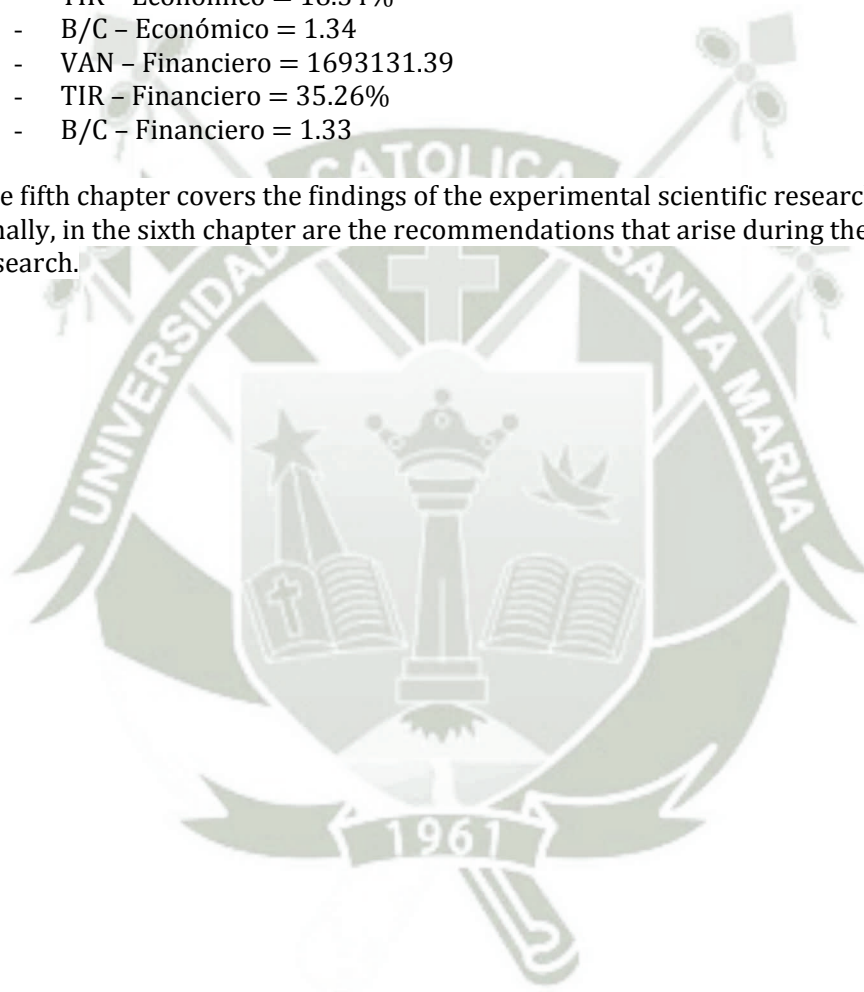 B/C – Económico = 1.34
- VAN – Financiero = 1693131.39
- TIR – Financiero = 35.26%
- B/C – Financiero = 1.33
e fifth chapter covers the findings of the experimental scientific researc
nally, in the sixth chapter are the recommendations that arise during the
search.
UNIVERSIDAD CATOLICA SANTA MARIA
1961